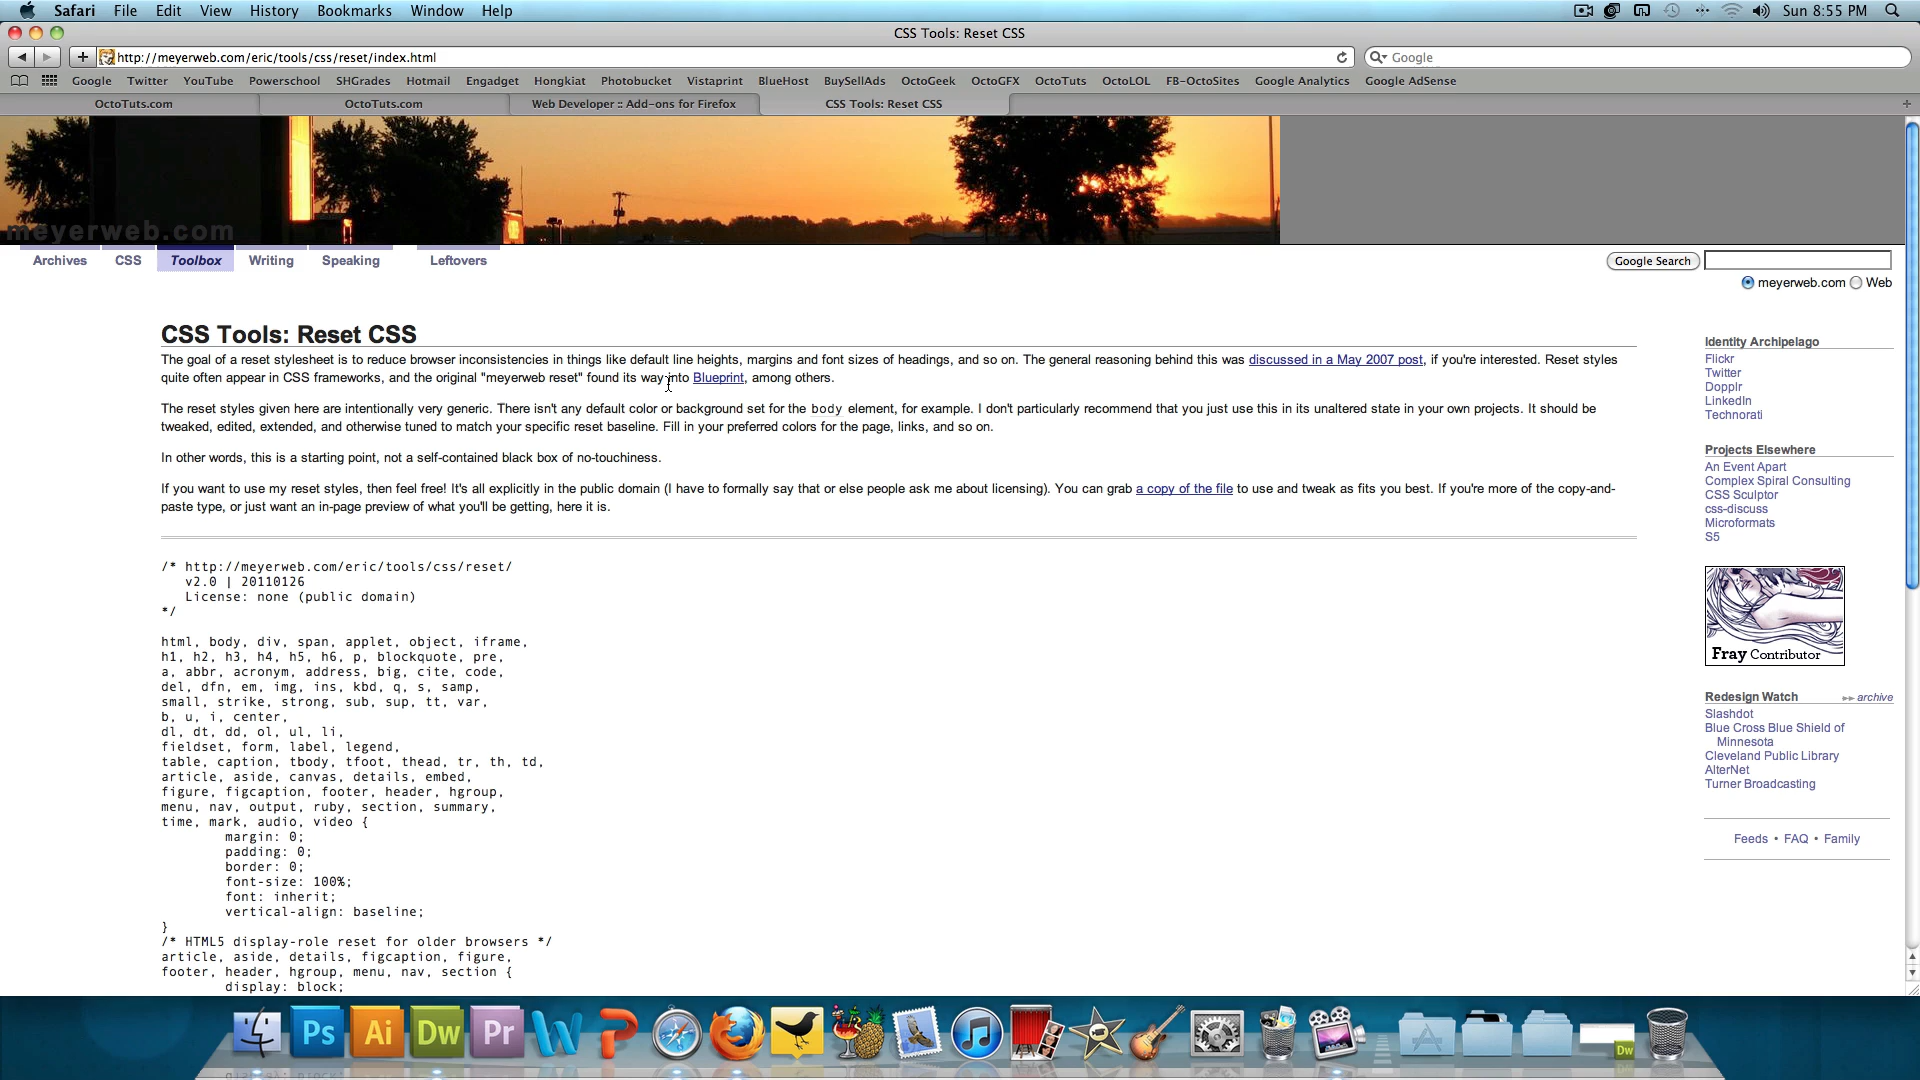 Safari File Edit View History Bookmarks Window Help Sun 8:55 PM
CSS Tools: Reset CSS
http://meyerweb.com/eric/tools/css/reset/index.html Google
Google Twitter YouTube Powerschool SHGrades Hotmail Engadget Hongkiat Photobucket Vistaprint BlueHost BuySellAds OctoGeek OctoGFX OctoTuts OctoLOL FB-OctoSites Google Analytics Google AdSense
OctoTuts.com OctoTuts.com Web Developer :: Add-ons for Firefox CSS Tools: Reset CSS
meyerweb.com
Archives CSS Toolbox Writing Speaking Leftovers Google Search
meyerweb.com Web
CSS Tools: Reset CSS
The goal of a reset stylesheet is to reduce browser inconsistencies in things like default line heights, margins and font sizes of headings, and so on. The general reasoning behind this was discussed in a May 2007 post, if you're interested. Reset styles
quite often appear in CSS frameworks, and the original "meyerweb reset" found its way into Blueprint, among others.
The reset styles given here are intentionally very generic. There isn't any default color or background set for the body element, for example. I don't particularly recommend that you just use this in its unaltered state in your own projects. It should be
tweaked, edited, extended, and otherwise tuned to match your specific reset baseline. Fill in your preferred colors for the page, links, and so on.
In other words, this is a starting point, not a self-contained black box of no-touchiness.
If you want to use my reset styles, then feel free! It's all explicitly in the public domain (I have to formally say that or else people ask me about licensing). You can grab a copy of the file to use and tweak as fits you best. If you're more of the copy-and-
paste type, or just want an in-page preview of what you'll be getting, here it is.
/* http://meyerweb.com/eric/tools/css/reset/
v2.0 | 20110126
License: none (public domain)
*/
html, body, div, span, applet, object, iframe,
h1, h2, h3, h4, h5, h6, p, blockquote, pre,
a, abbr, acronym, address, big, cite, code,
del, dfn, em, img, ins, kbd, q, s, samp,
small, strike, strong, sub, sup, tt, var,
b, u, i, center,
dl, dt, dd, ol, ul, li,
fieldset, form, label, legend,
table, caption, tbody, tfoot, thead, tr, th, td,
article, aside, canvas, details, embed,
figure, figcaption, footer, header, hgroup,
menu, nav, output, ruby, section, summary,
time, mark, audio, video {
margin: 0;
padding: 0;
border: 0;
font-size: 100%;
font: inherit;
vertical-align: baseline;
}
/* HTML5 display-role reset for older browsers */
article, aside, details, figcaption, figure,
footer, header, hgroup, menu, nav, section {
display: block;
Identity Archipelago
Flickr
Twitter
Dopplr
LinkedIn
Technorati
Projects Elsewhere
An Event Apart
Complex Spiral Consulting
CSS Sculptor
css-discuss
Microformats
S5
Fray Contributor
Redesign Watch archive
Slashdot
Blue Cross Blue Shield of
Minnesota
Cleveland Public Library
AlterNet
Turner Broadcasting
Feeds • FAQ • Family
Ps Ai Dw Pr W P
Dw